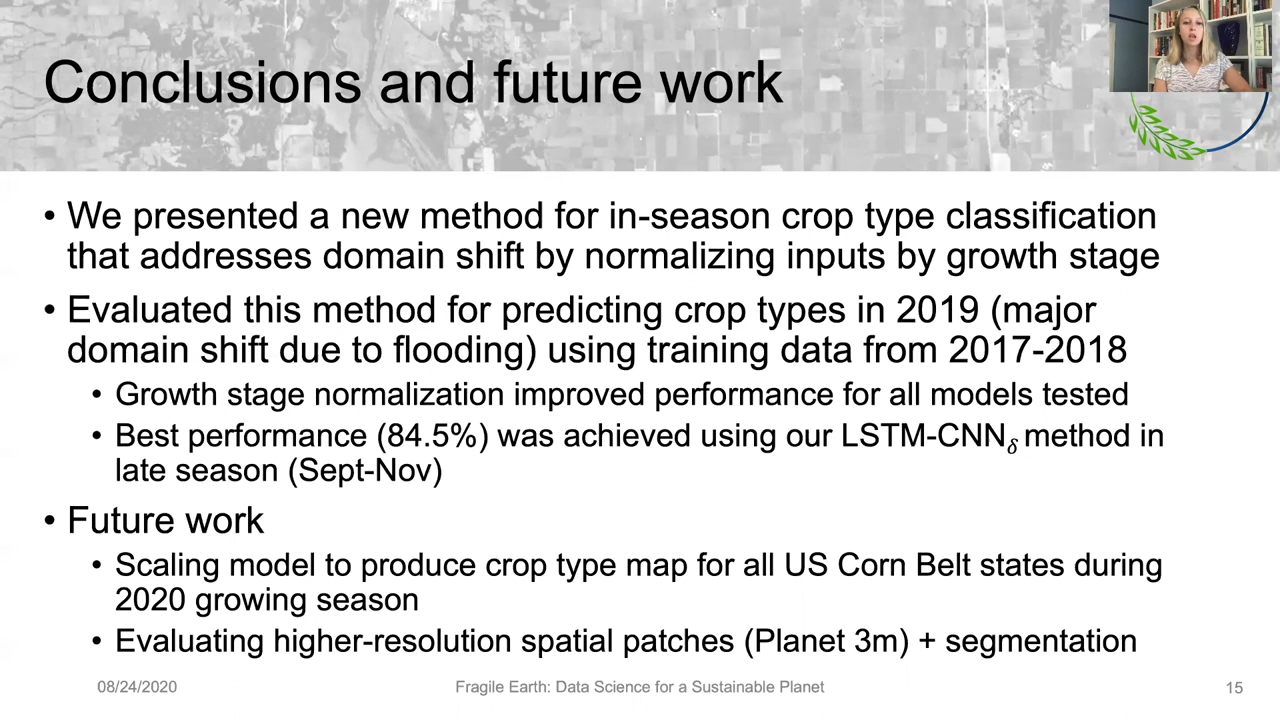 Conclusions and future work
• We presented a new method for in-season crop type classification
that addresses domain shift by normalizing inputs by growth stage
• Evaluated this method for predicting crop types in 2019 (major
domain shift due to flooding) using training data from 2017-2018
• Growth stage normalization improved performance for all models tested
• Best performance (84.5%) was achieved using our LSTM-CNN𝛿 method in
late season (Sept-Nov)
• Future work
• Scaling model to produce crop type map for all US Corn Belt states during
2020 growing season
• Evaluating higher-resolution spatial patches (Planet 3m) + segmentation
08/24/2020
Fragile Earth: Data Science for a Sustainable Planet
15